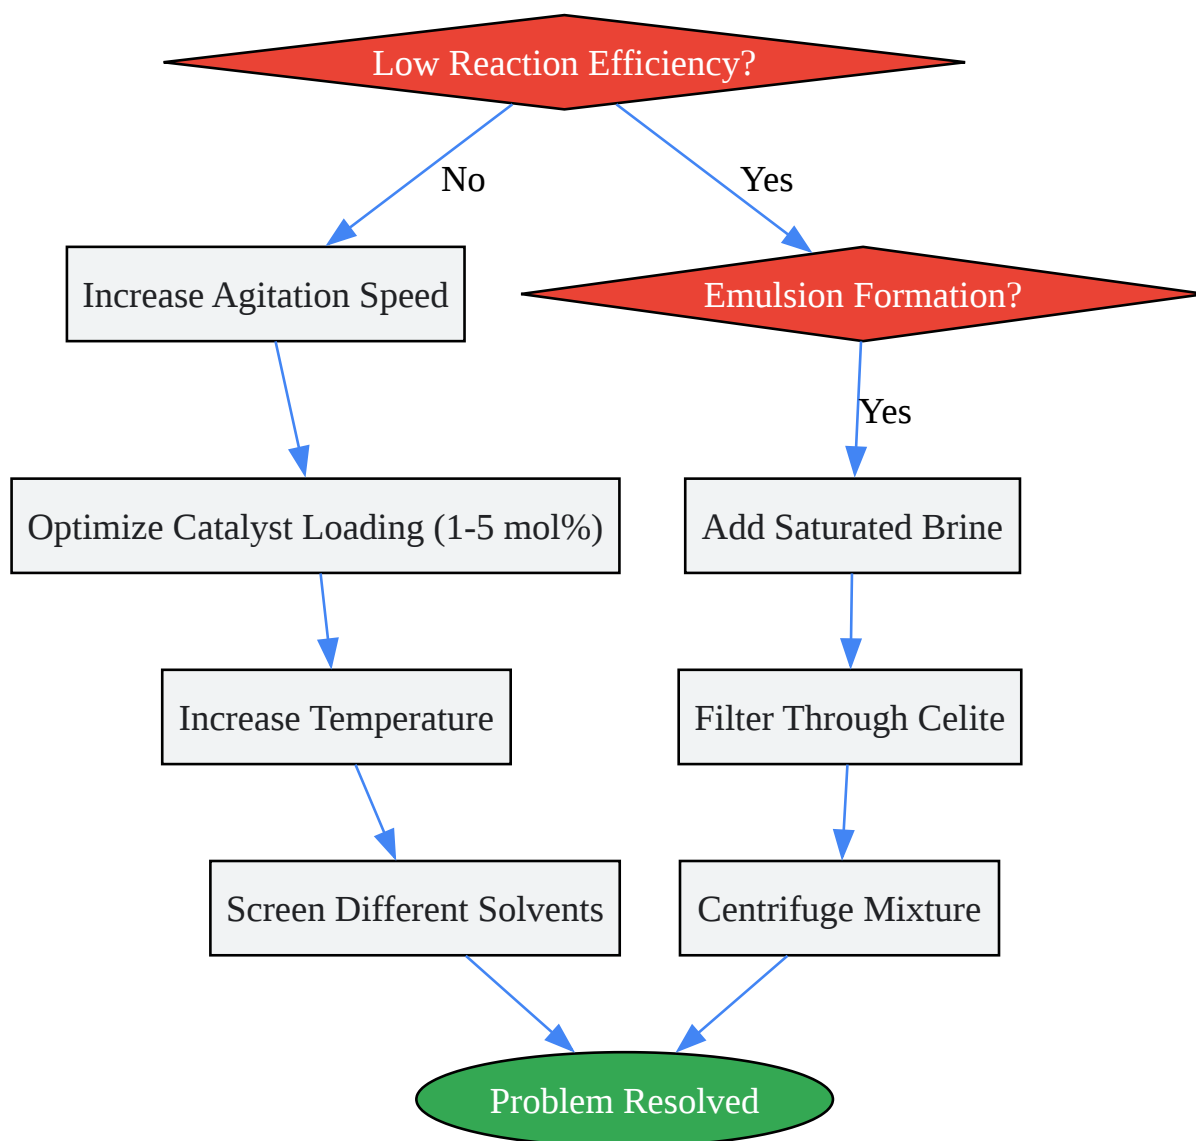 Low Reaction Efficiency?
No
Yes
Increase Agitation Speed
Emulsion Formation?
Yes
Optimize Catalyst Loading (1-5 mol%)
Add Saturated Brine
Increase Temperature
Filter Through Celite
Screen Different Solvents
Centrifuge Mixture
Problem Resolved